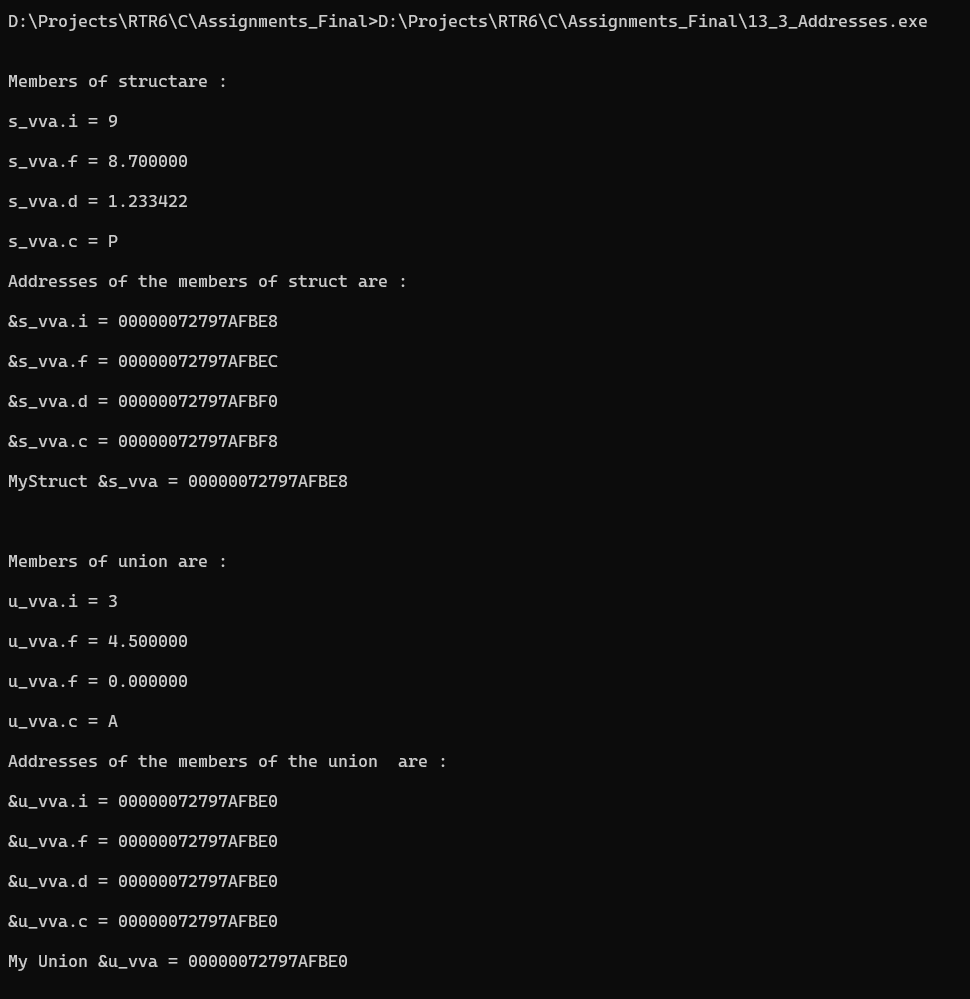 D:\Projects\RTR6\C\Assignments_Final>D:\Projects\RTR6\C\Assignments_Final\13_3_Addresses.exe
Members of structare :
s_vva.i = 9
s_vva.f = 8.700000
s_vva.d = 1.233422
s_vva.c = P
Addresses of the members of struct are :
&s_vva.i = 00000072797AFBE8
&s_vva.f = 00000072797AFBEC
&s_vva.d = 00000072797AFBF0
&s_vva.c = 00000072797AFBF8
MyStruct &s_vva = 00000072797AFBE8
Members of union are :
u_vva.i = 3
u_vva.f = 4.500000
u_vva.f = 0.000000
u_vva.c = A
Addresses of the members of the union  are :
&u_vva.i = 00000072797AFBE0
&u_vva.f = 00000072797AFBE0
&u_vva.d = 00000072797AFBE0
&u_vva.c = 00000072797AFBE0
My Union &u_vva = 00000072797AFBE0